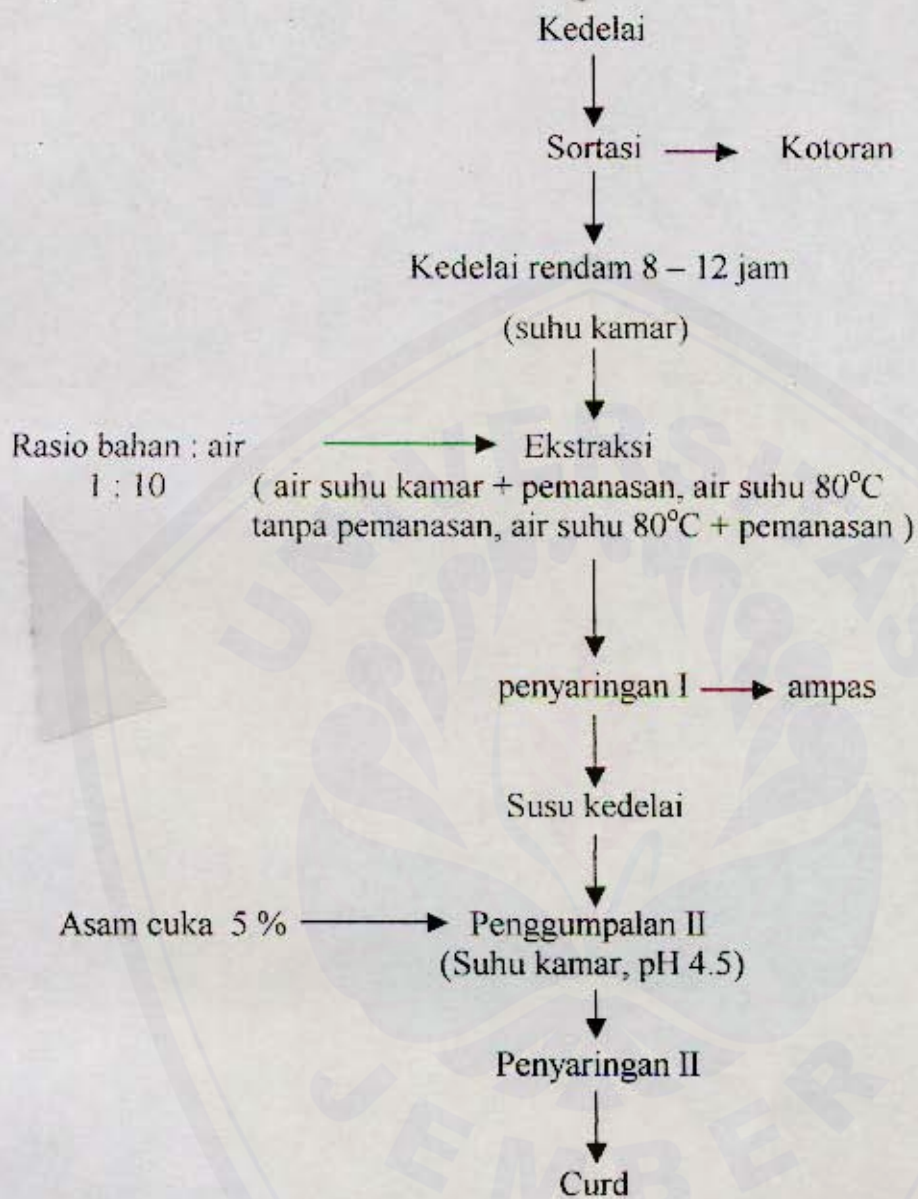 Kedelai
Sortasi
Kotoran
Kedelai rendam 8 – 12 jam
(suhu kamar)
Rasio bahan : air
Ekstraksi
1 : 10
( air suhu kamar + pemanasan, air suhu 80°C
tanpa pemanasan, air suhu 80°C + pemanasan )
penyaringan I
ampas
Susu kedelai
Asam cuka 5 %
Penggumpalan II
(Suhu kamar, pH 4.5)
Penyaringan II
Curd
UNIVERSITAS
JEMBER